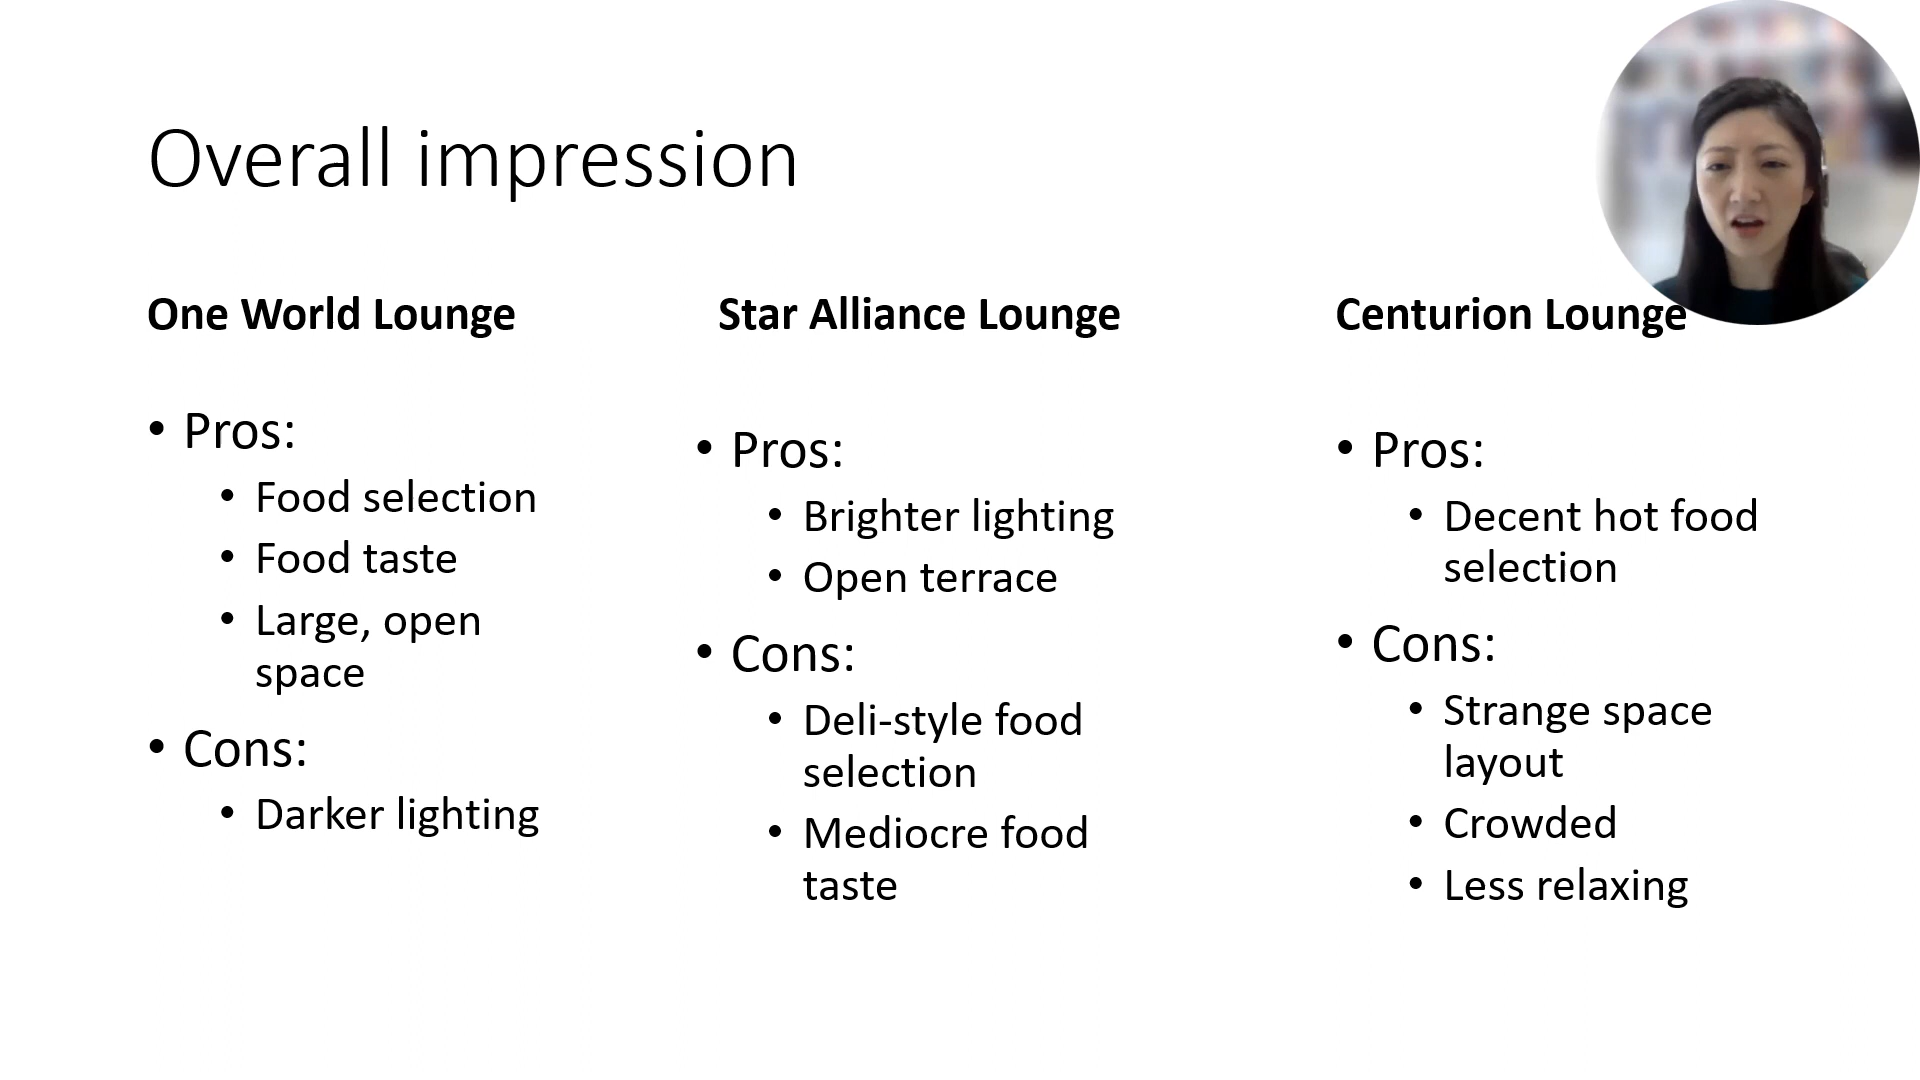 Overall impression
One World Lounge
• Pros:
• Food selection
• Food taste
• Large, open
space
• Cons:
• Darker lighting
Star Alliance Lounge
• Pros:
• Brighter lighting
• Open terrace
• Cons:
• Deli-style food
selection
• Mediocre food
taste
Centurion Lounge
• Pros:
• Decent hot food
selection
• Cons:
• Strange space
layout
• Crowded
• Less relaxing